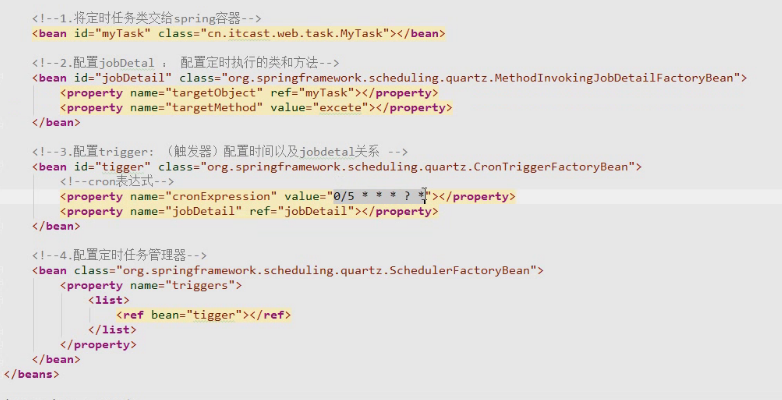 <!--1.将定时任务类交给spring容器-->
<bean id="myTask" class="cn.itcast.web.task.MyTask"></bean>
<!--2.配置jobDetal : 配置定时执行的类和方法-->
<bean id="jobDetail" class="org.springframework.scheduling.quartz.MethodInvokingJobDetailFactoryBean">
<property name="targetObject" ref="myTask"></property>
<property name="targetMethod" value="excete"></property>
</bean>
<!--3.配置trigger: (触发器）配置时间以及jobdetal关系 -->
<bean id="tigger" class="org.springframework.scheduling.quartz.CronTriggerFactoryBean">
<!--cron表达式-->
<property name="cronExpression" value="0/5 * * * ? *"></property>
<property name="jobDetail" ref="jobDetail"></property>
</bean>
<!--4.配置定时任务管理器-->
<bean class="org.springframework.scheduling.quartz.SchedulerFactoryBean">
<property name="triggers">
<list>
<ref bean="tigger"></ref>
</list>
</property>
</bean>
</beans>